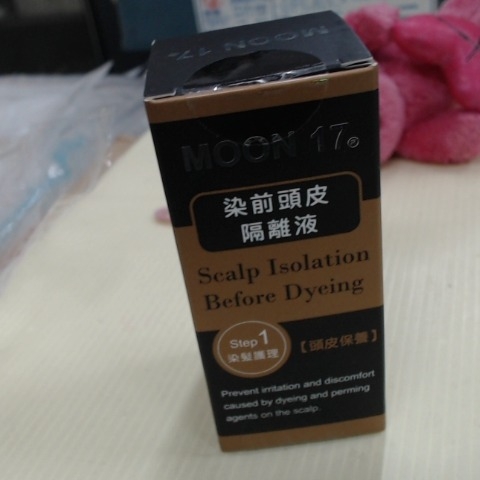 MOON 17®
MOON 17®
染前頭皮
隔離液
Scalp Isolation
Before Dyeing
Step 1
染髮護理
【頭皮保養】
Prevent irritation and discomfort
caused by dyeing and perming
agents on the scalp.